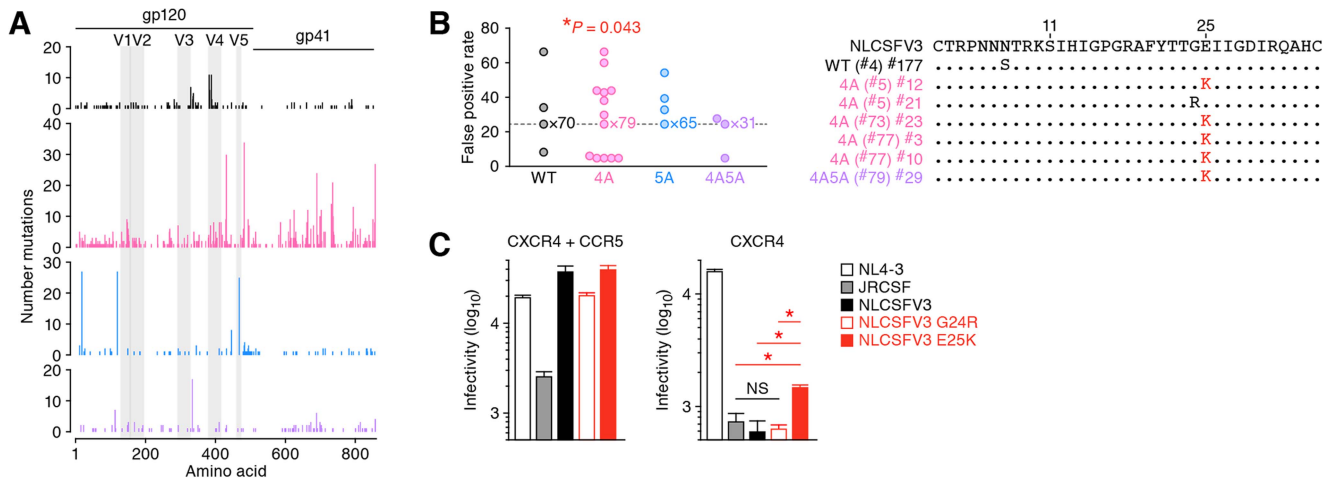 A
gp120
gp41
V1 V2 V3 V4 V5
20
10
0
40
30
20
10
0
30
20
10
0
20
10
0
1 200 400 600 800
Number mutations
Amino acid
B
*P = 0.043
80
60
40
20
0
False positive rate
×70 ×79 ×65 ×31
WT 4A 5A 4A5A
11 25
NLCSFV3 CTRPNNNTRKSIHIGPGRAFYTTGEIIGDIRQAHC
WT (#4) #177 .......S...........................
4A (#5) #12 ........................K..........
4A (#5) #21 .......................R...........
4A (#73) #23 ........................K..........
4A (#77) #3 ........................K..........
4A (#77) #10 ........................K..........
4A5A (#79) #29 ........................K..........
C
CXCR4 + CCR5
4
3
Infectivity (log10)
CXCR4
4
3
Infectivity (log10)
*
*
*
NS
NL4-3
JRCSF
NLCSFV3
NLCSFV3 G24R
NLCSFV3 E25K